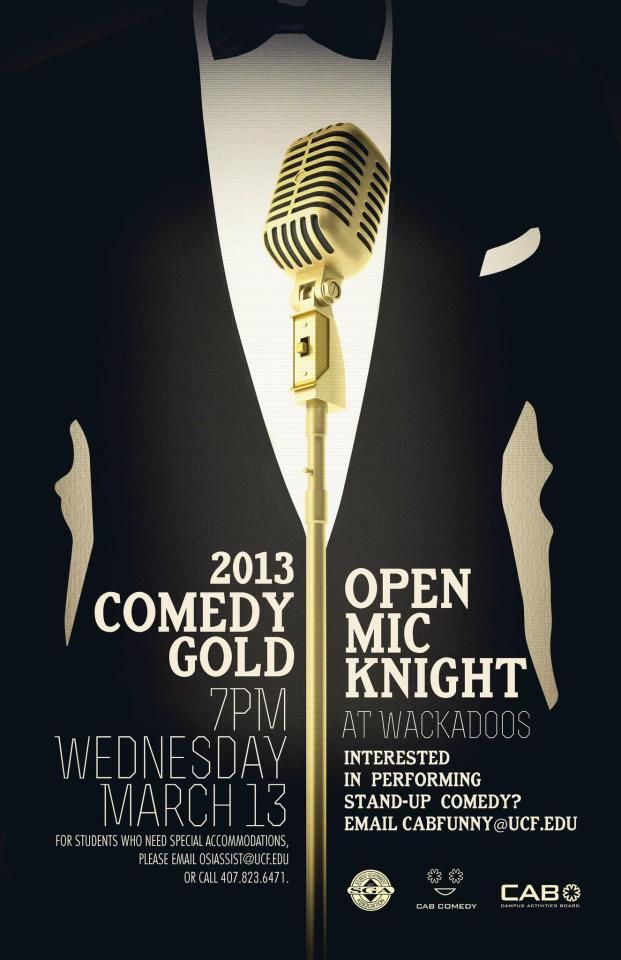 2013
COMEDY
GOLD
7PM
WEDNESDAY
MARCH 13
FOR STUDENTS WHO NEED SPECIAL ACCOMMODATIONS,
PLEASE EMAIL OSIASSIST@UCF.EDU
OR CALL 407.823.6471.
OPEN
MIC
KNIGHT
AT WACKADOOS
INTERESTED
IN PERFORMING
STAND-UP COMEDY?
EMAIL CABFUNNY@UCF.EDU
SGA
CAB COMEDY
CAB
CAMPUS ACTIVITIES BOARD